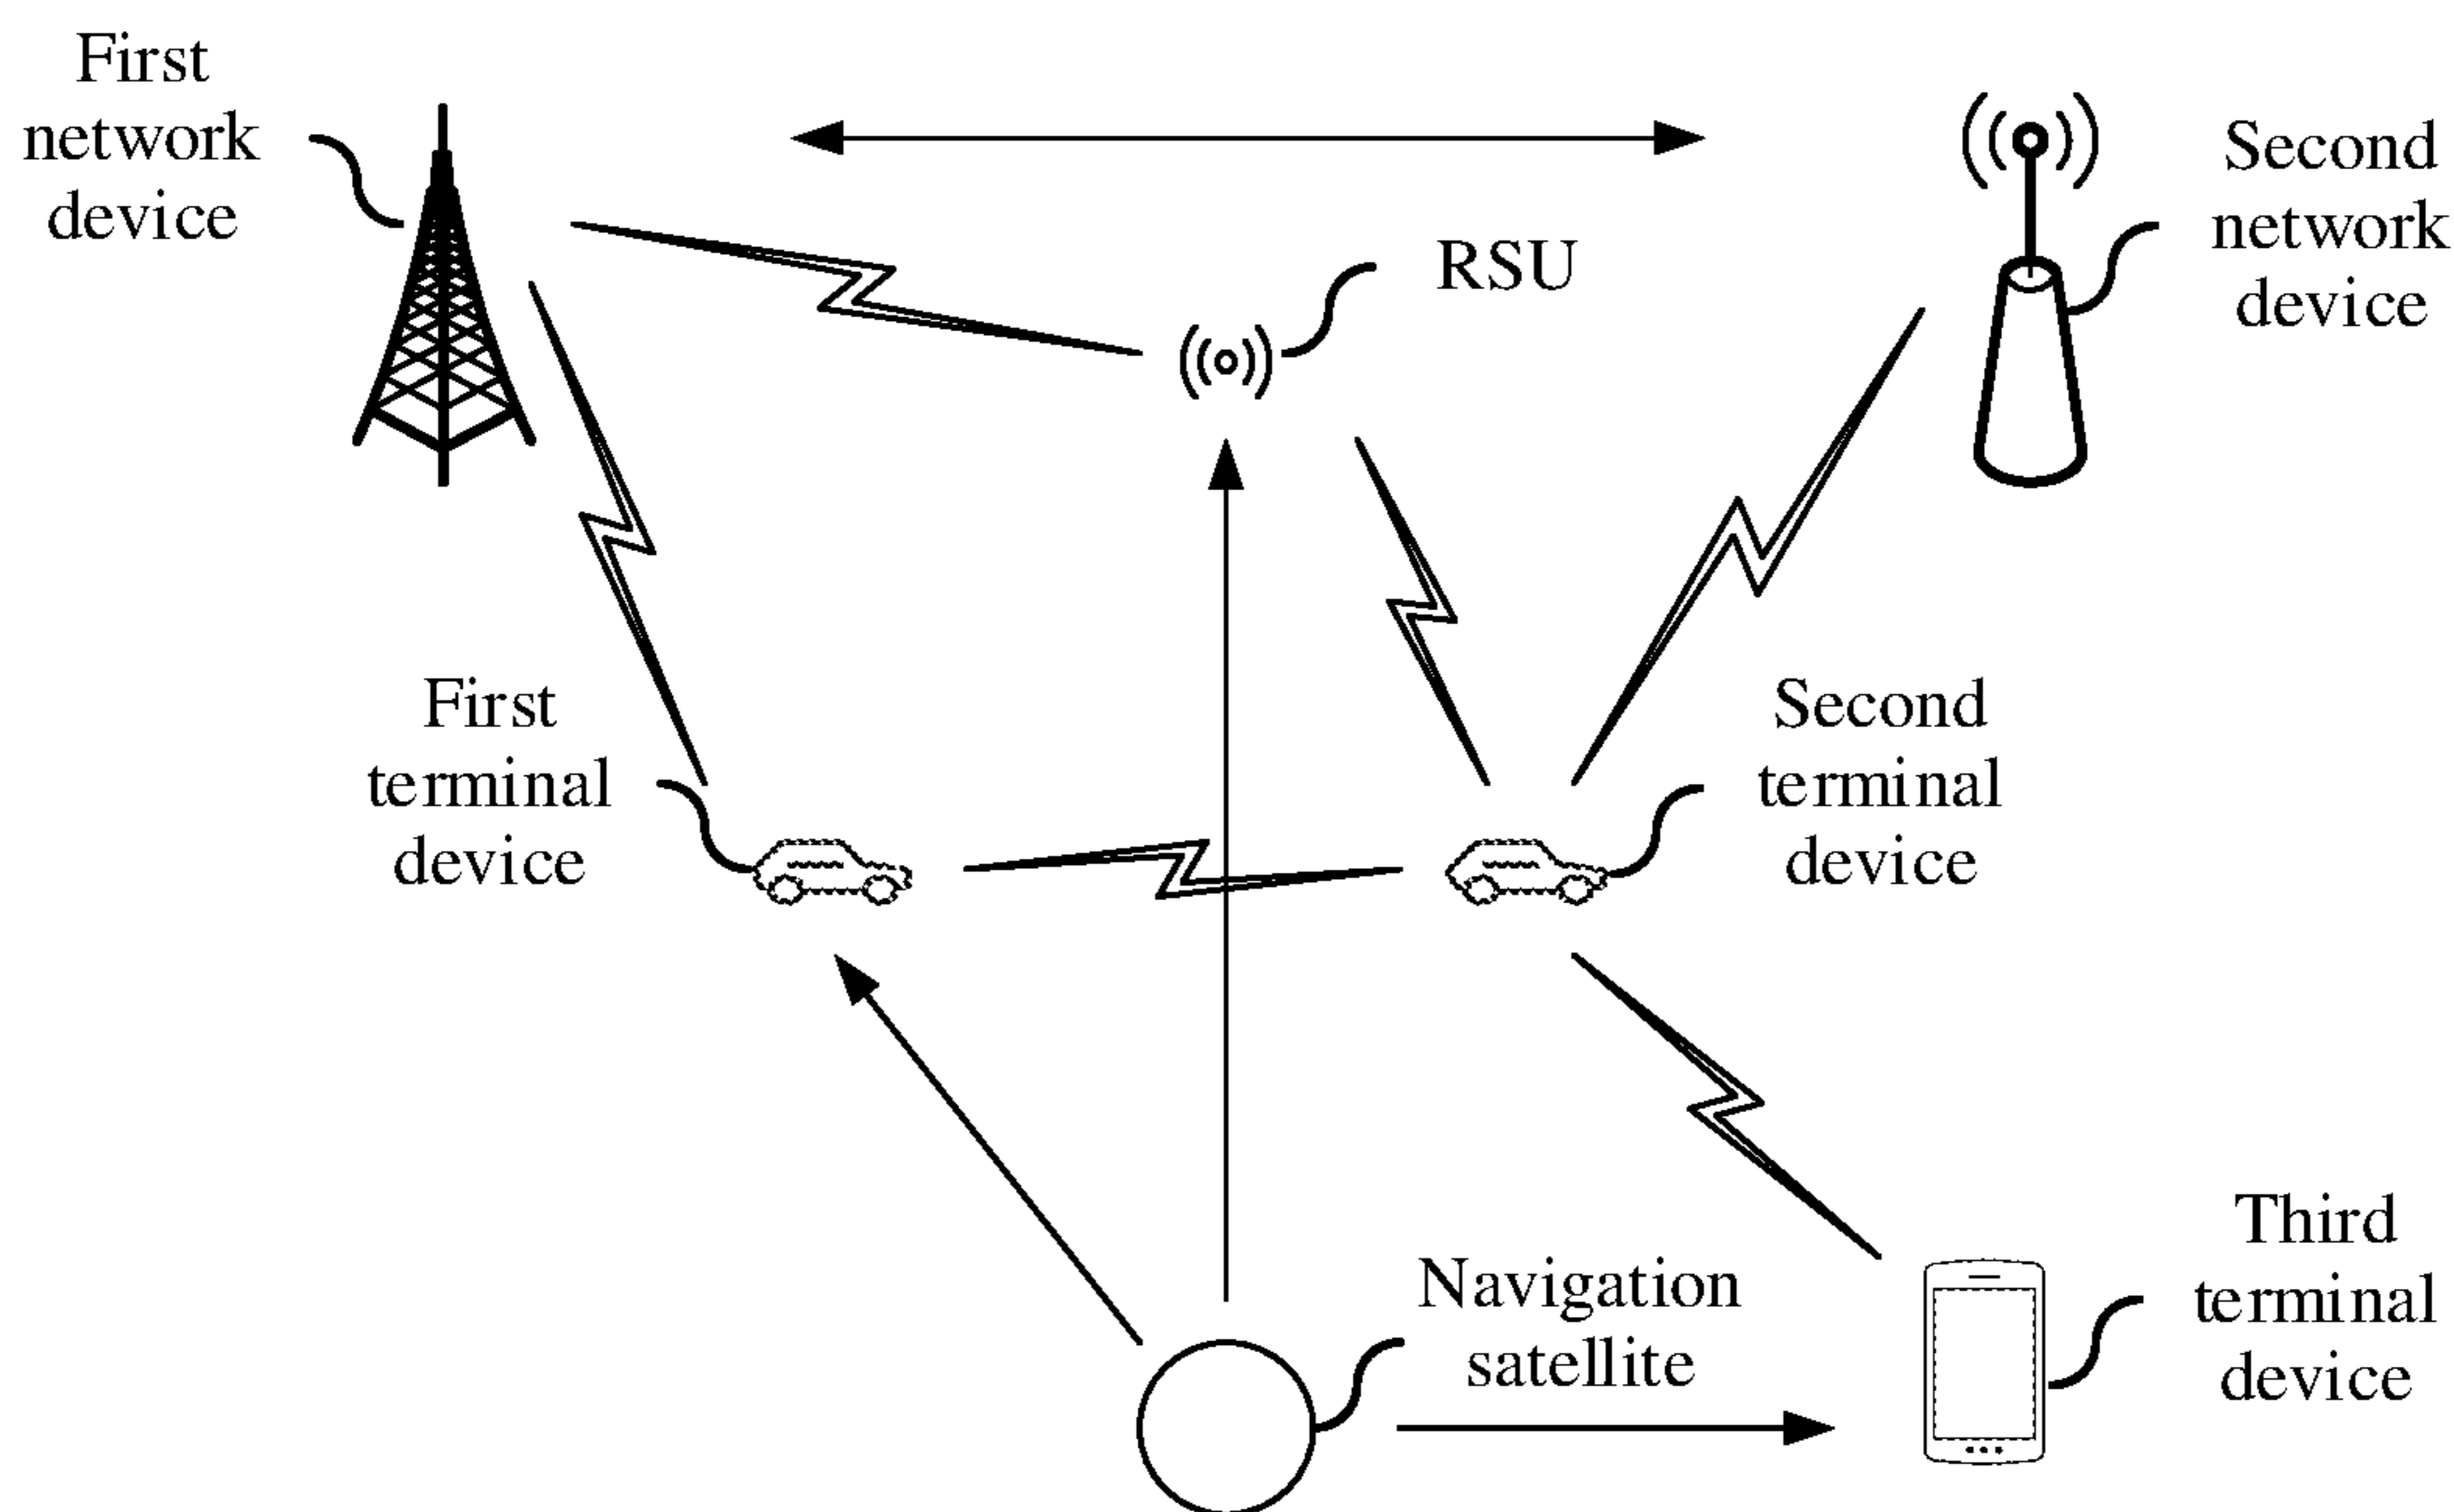 First
network
device
RSU
Second
network
device
First
terminal
device
Second
terminal
device
Navigation
satellite
Third
terminal
device